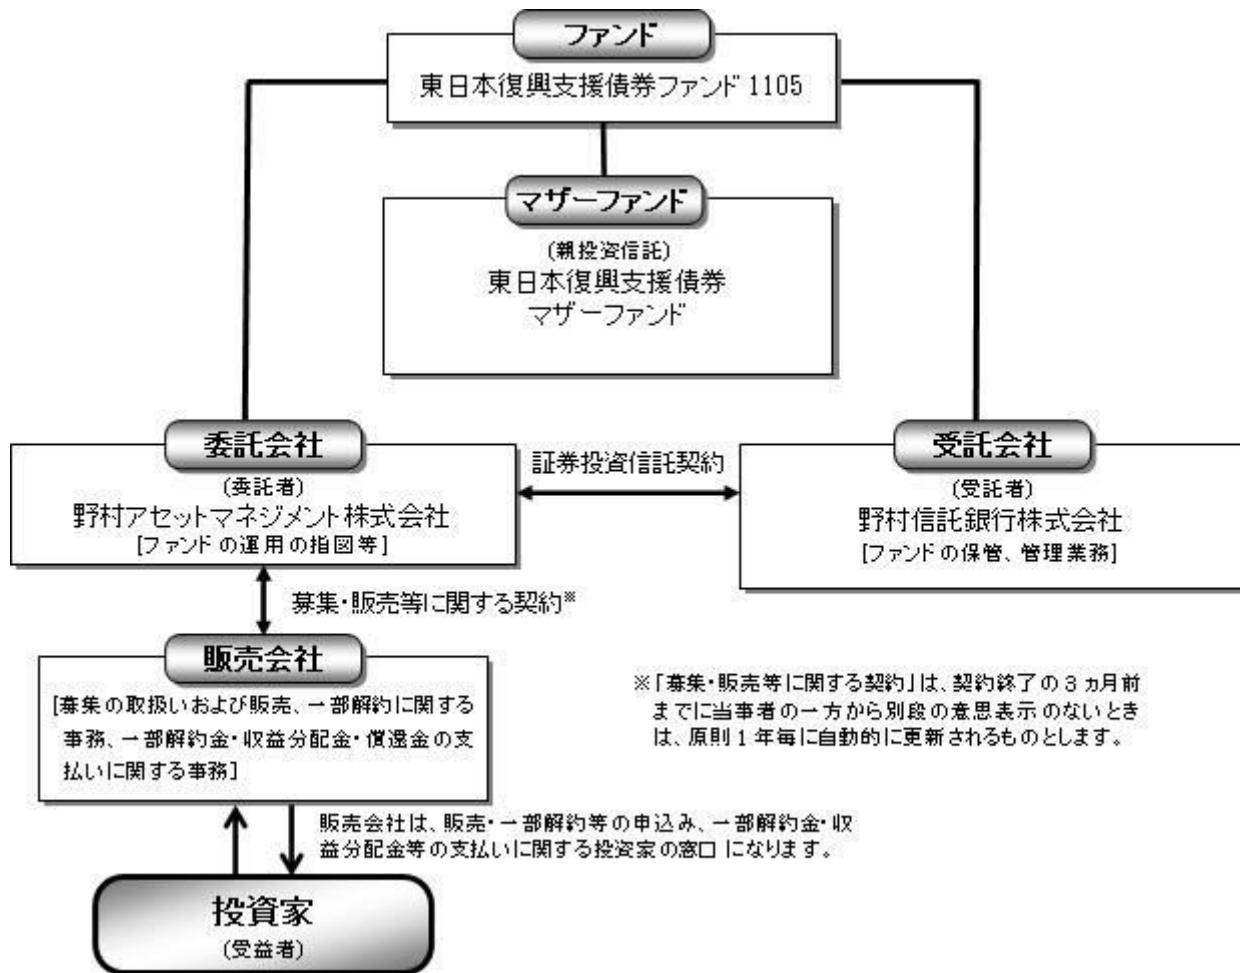 ファンド
東日本復興支援債券ファンド1105
マザーファンド
(親投資信託)
東日本復興支援債券
マザーファンド
委託会社
(委託者)
野村アセットマネジメント株式会社
[ファンドの運用の指図等]
証券投資信託契約
受託会社
(受託者)
野村信託銀行株式会社
[ファンドの保管、管理業務]
募集・販売等に関する契約※
販売会社
[募集の取扱いおよび販売、一部解約に関する
事務、一部解約金・収益分配金・償還金の支
払いに関する事務]
※「募集・販売等に関する契約」は、契約終了の3ヵ月前
までに当事者の一方から別段の意思表示のないとき
は、原則1年毎に自動的に更新されるものとします。
販売会社は、販売・一部解約等の申込み、一部解約金・収
益分配金等の支払いに関する投資家の窓口になります。
投資家
(受益者)